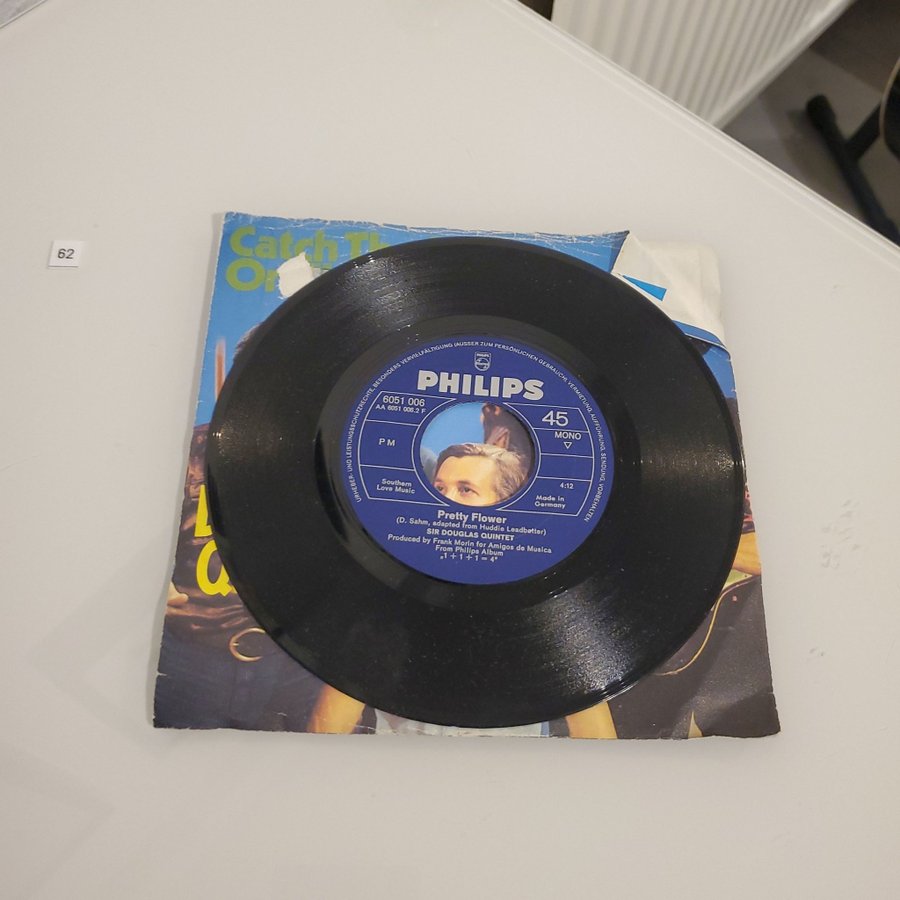 62
Catch Th
On
URHEBER- UND LEISTUNGSSCHUTZRECHTE, BESONDERS VERVIELFÄLTIGUNG (AUSSER ZUM PERSÖNLICHEN GEBRAUCH), VERMIETUNG, AUFFÜHRUNG, SENDUNG, VORBEHALTEN
PHILIPS
PHILIPS
6051 006
AA 6051 006.2 F
45
MONO
PM
Southern
Love Music
4:12
Made in
Germany
Pretty Flower
(D. Sahm, adapted from Huddie Leadbetter)
SIR DOUGLAS QUINTET
Produced by Frank Morin for Amigos de Musica
From Philips Album
„1 + 1 + 1 = 4"
Q